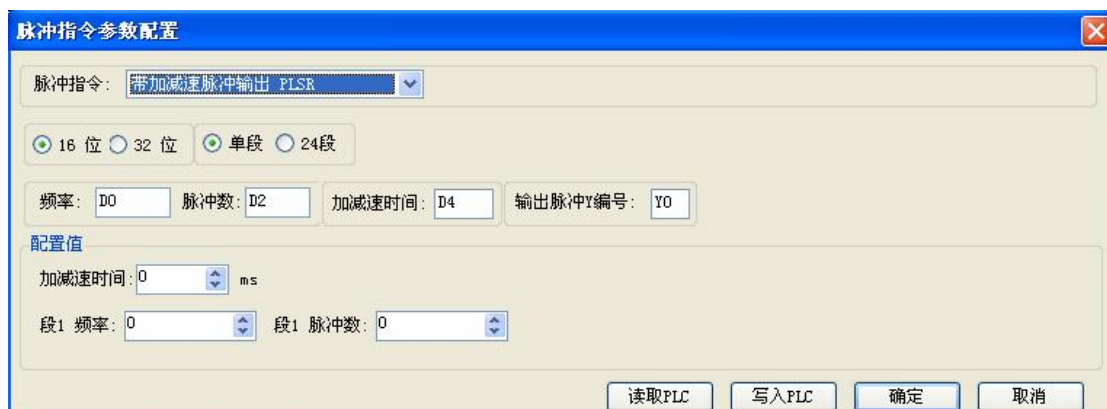 脉冲指令参数配置
脉冲指令: 带加减速脉冲输出 PLSR
16 位 32 位 单段 24段
频率: D0 脉冲数: D2 加减速时间: D4 输出脉冲Y编号: Y0
配置值
加减速时间: 0 ms
段1 频率: 0 段1 脉冲数: 0
读取PLC 写入PLC 确定 取消